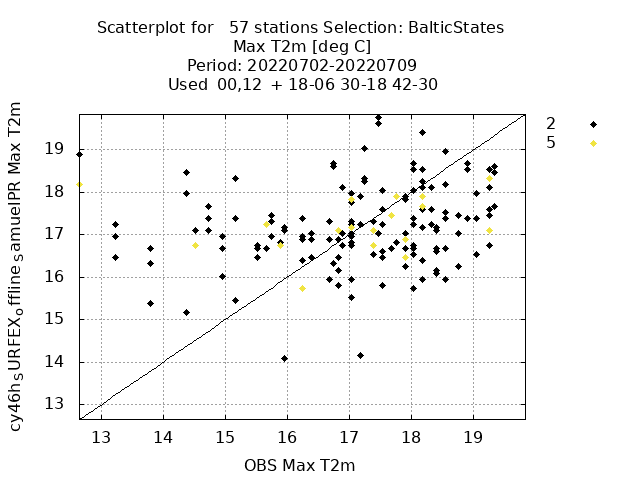 Scatterplot for   57 stations Selection: BalticStates
Max T2m [deg C]
Period: 20220702-20220709
Used  00,12  + 18-06 30-18 42-30
2
5
cy46h_SURFEX_offline_samuelPR Max T2m
19
18
17
16
15
14
13
13 14 15 16 17 18 19
OBS Max T2m